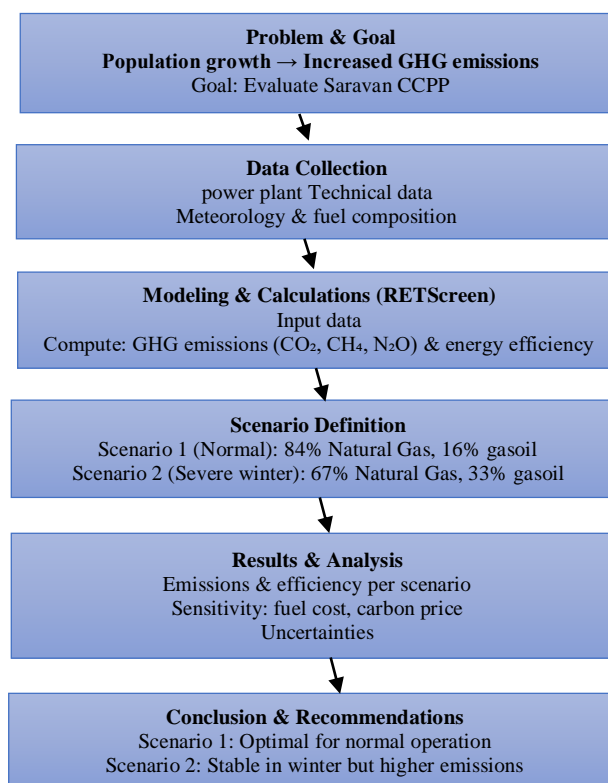 Problem & Goal
Population growth → Increased GHG emissions
Goal: Evaluate Saravan CCPP
Data Collection
power plant Technical data
Meteorology & fuel composition
Modeling & Calculations (RETScreen)
Input data
Compute: GHG emissions (CO₂, CH₄, N₂O) & energy efficiency
Scenario Definition
Scenario 1 (Normal): 84% Natural Gas, 16% gasoil
Scenario 2 (Severe winter): 67% Natural Gas, 33% gasoil
Results & Analysis
Emissions & efficiency per scenario
Sensitivity: fuel cost, carbon price
Uncertainties
Conclusion & Recommendations
Scenario 1: Optimal for normal operation
Scenario 2: Stable in winter but higher emissions